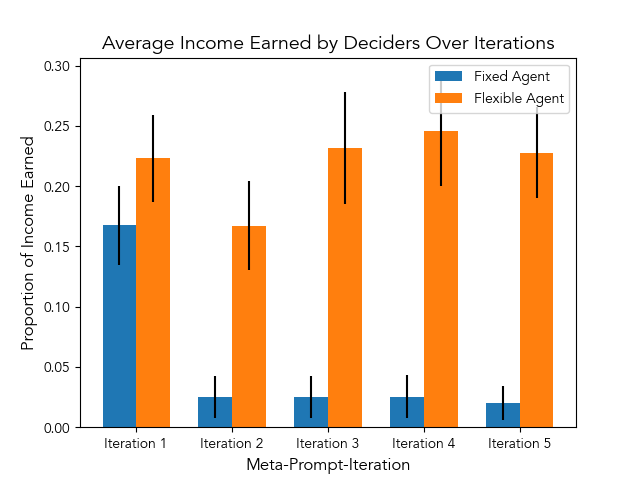 Average Income Earned by Deciders Over Iterations
Fixed Agent
Flexible Agent
Proportion of Income Earned
0.30
0.25
0.20
0.15
0.10
0.05
0.00
Iteration 1 Iteration 2 Iteration 3 Iteration 4 Iteration 5
Meta-Prompt-Iteration